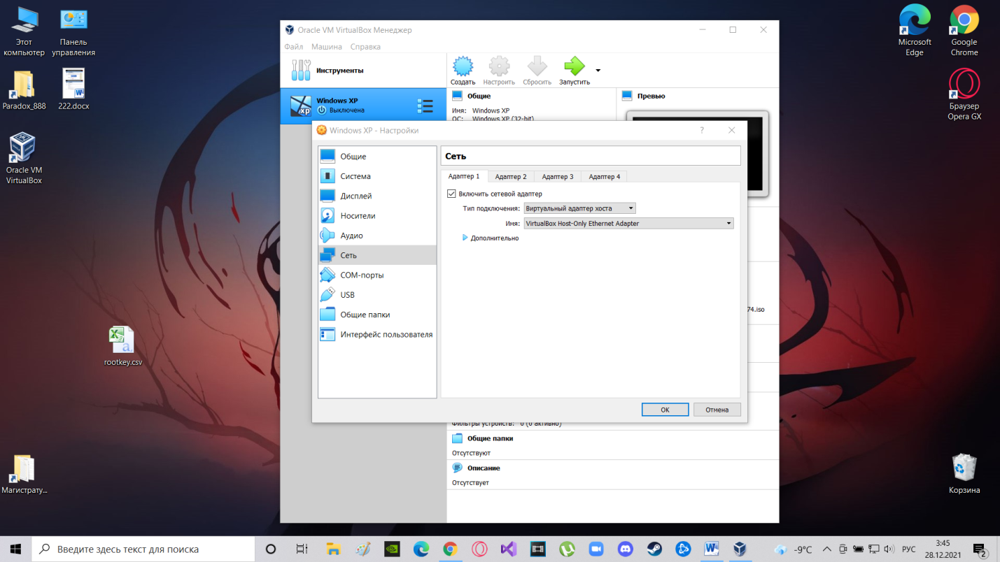 Этот
компьютер
Панель
управления
Paradox_888
222.docx
Oracle VM
VirtualBox
rootkey.csv
Магистрату...
Microsoft
Edge
Google
Chrome
Браузер
Opera GX
Корзина
Oracle VM VirtualBox Менеджер
Файл Машина Справка
Инструменты
Создать Настроить Сбросить Запустить
Windows XP
Выключена
Общие
Имя: Windows XP
ОС: Windows XP (32-bit)
Превью
Windows XP - Настройки
?
Общие
Система
Дисплей
Носители
Аудио
Сеть
COM-порты
USB
Общие папки
Интерфейс пользователя
Сеть
Адаптер 1 Адаптер 2 Адаптер 3 Адаптер 4
Включить сетевой адаптер
Тип подключения: Виртуальный адаптер хоста
Имя: VirtualBox Host-Only Ethernet Adapter
Дополнительно
OK Отмена
74.iso
Фильтры устройств: 0 (0 активно)
Общие папки
Отсутствуют
Описание
Отсутствует
Введите здесь текст для поиска
-9°C
РУС
3:45
28.12.2021
2